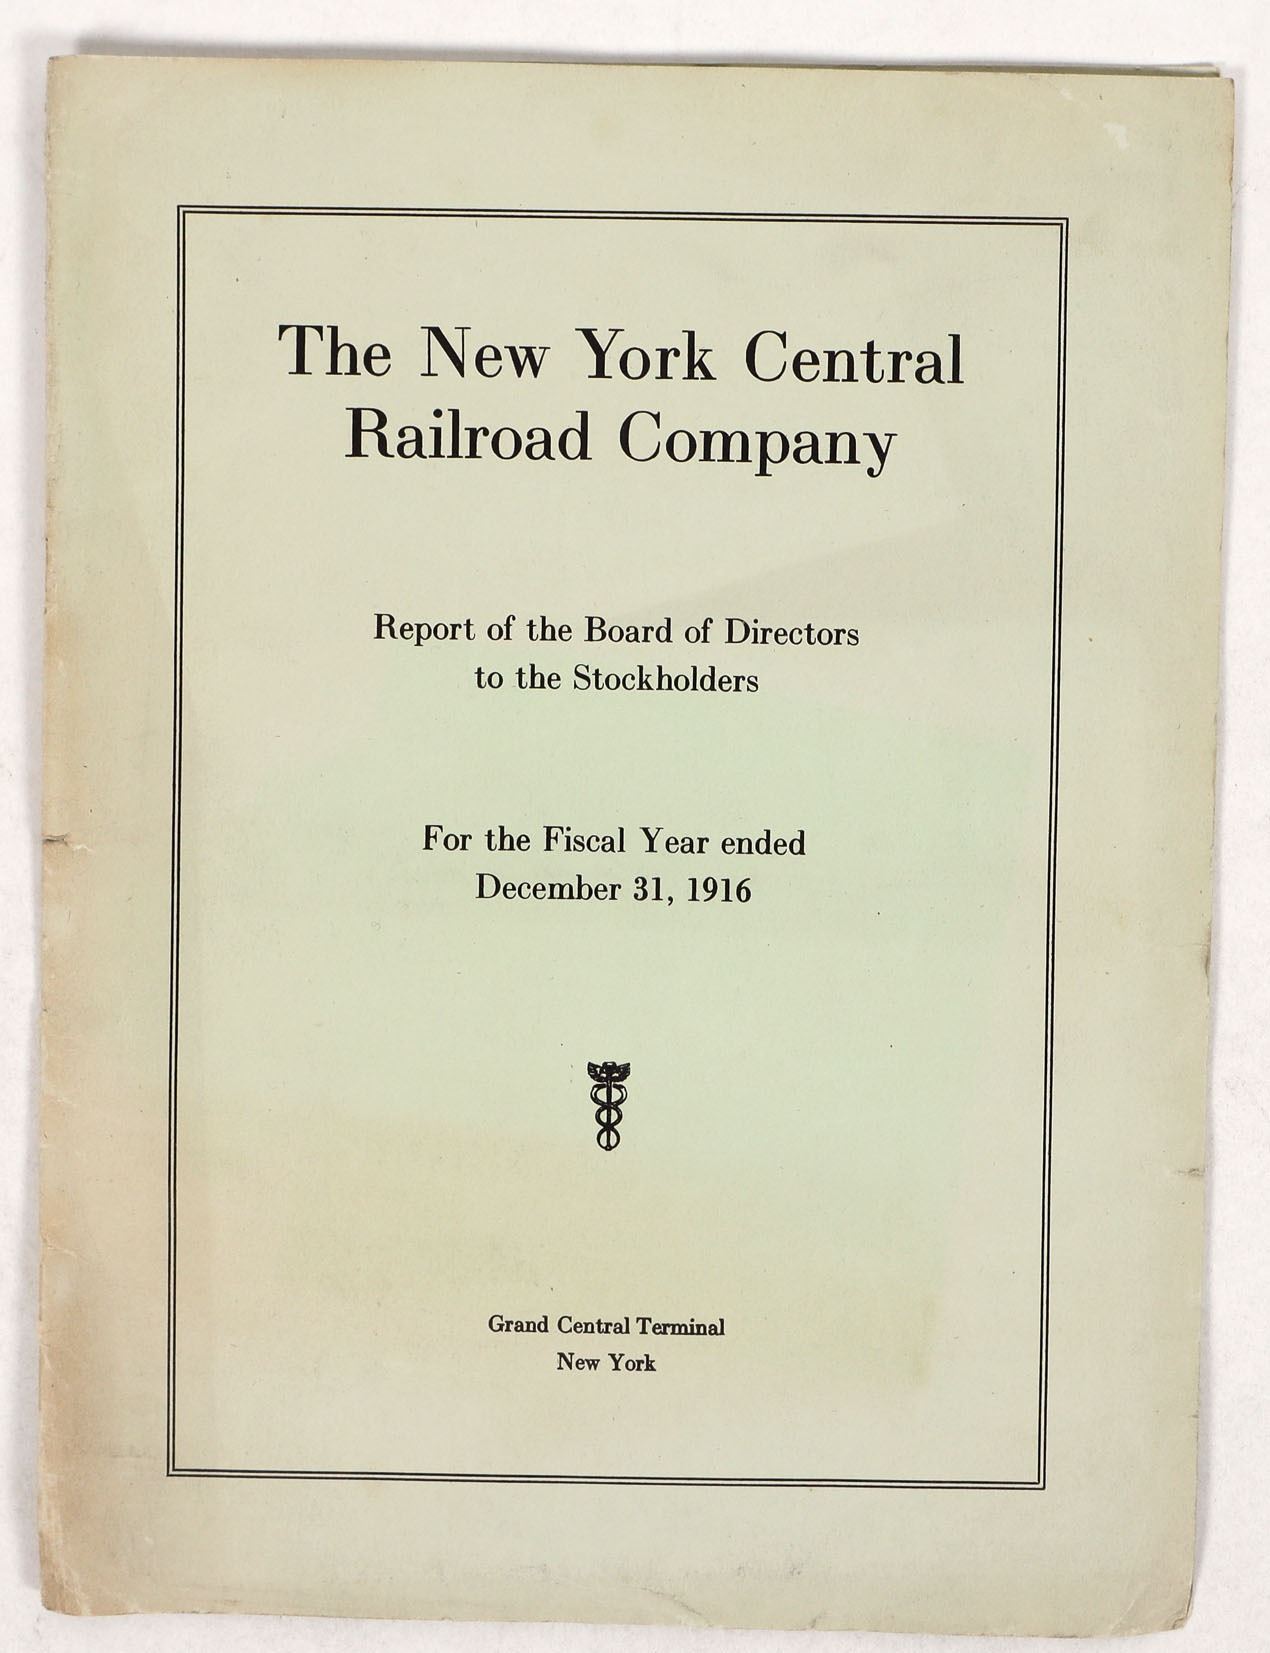 The New York Central
Railroad Company
Report of the Board of Directors
to the Stockholders
For the Fiscal Year ended
December 31, 1916
Grand Central Terminal
New York